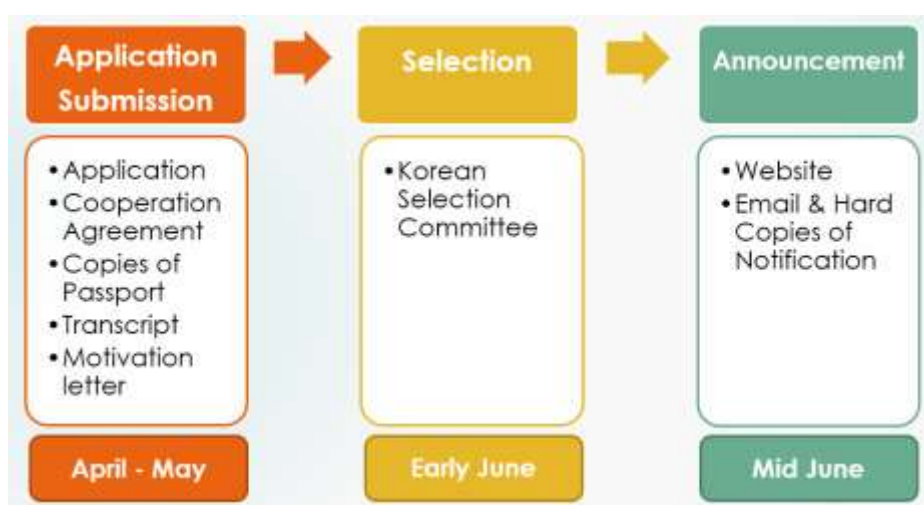 Application
Submission
• Application
• Cooperation
Agreement
• Copies of
Passport
• Transcript
• Motivation
letter
April - May
Selection
• Korean
Selection
Committee
Early June
Announcement
• Website
• Email & Hard
Copies of
Notification
Mid June